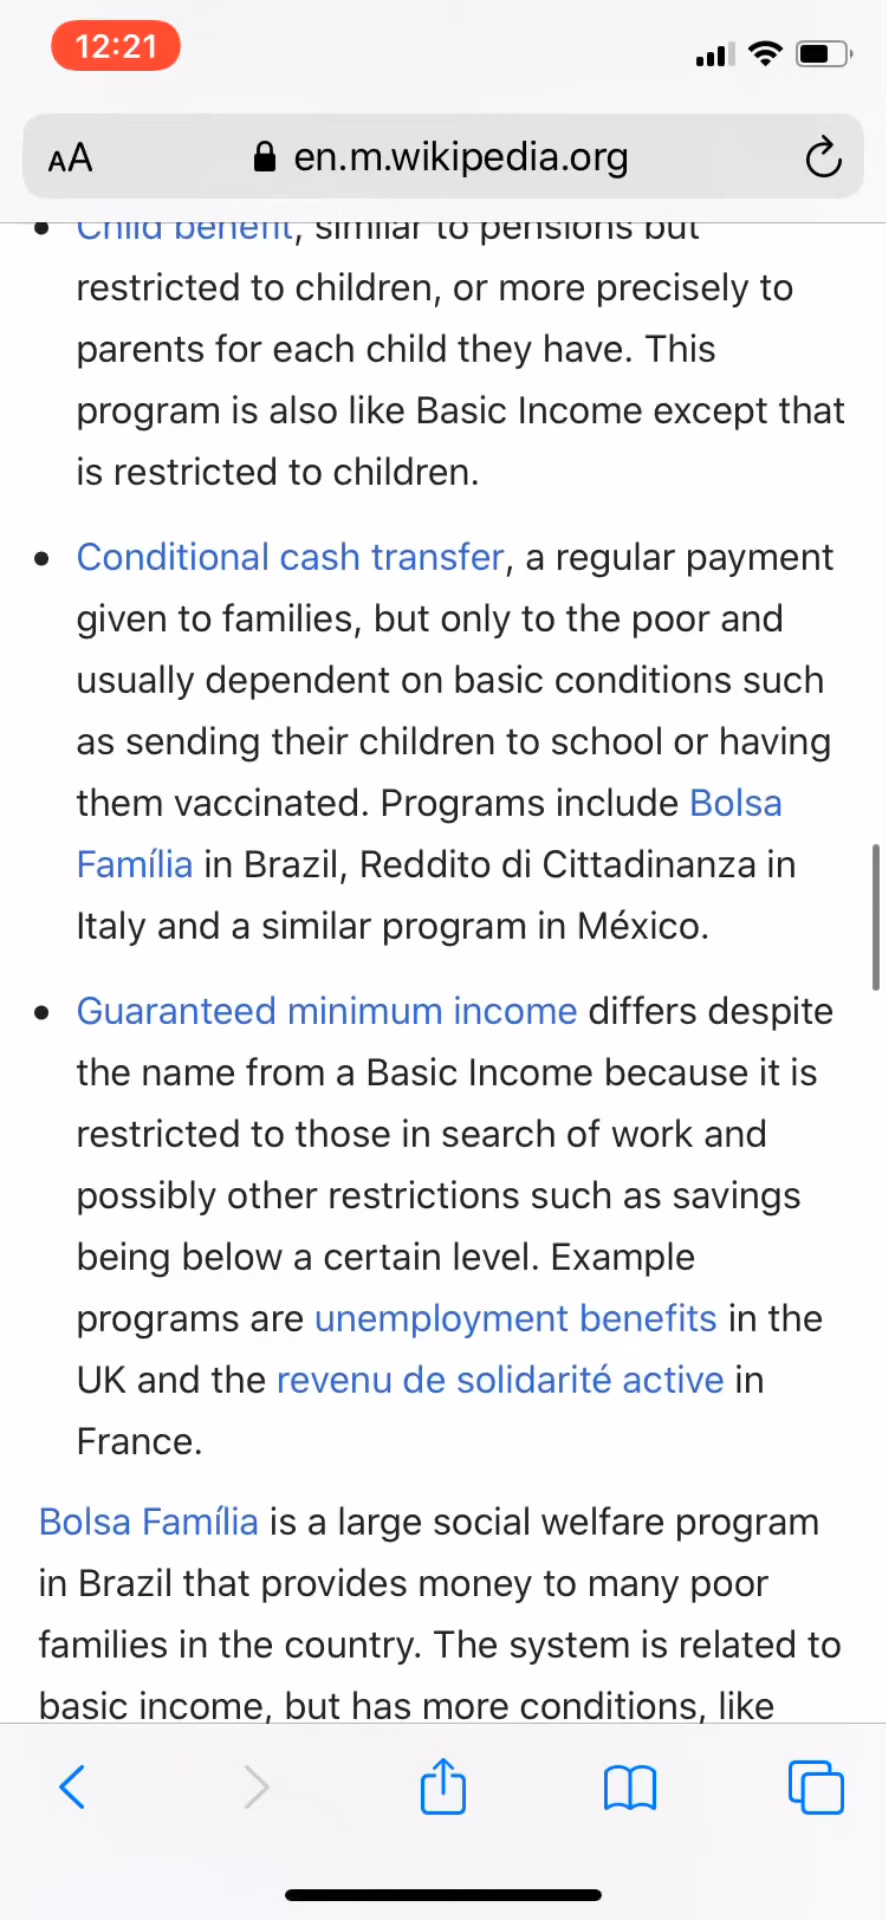 12:21
AA en.m.wikipedia.org
• Child benefit, similar to pensions but
restricted to children, or more precisely to
parents for each child they have. This
program is also like Basic Income except that
is restricted to children.
• Conditional cash transfer, a regular payment
given to families, but only to the poor and
usually dependent on basic conditions such
as sending their children to school or having
them vaccinated. Programs include Bolsa
Família in Brazil, Reddito di Cittadinanza in
Italy and a similar program in México.
• Guaranteed minimum income differs despite
the name from a Basic Income because it is
restricted to those in search of work and
possibly other restrictions such as savings
being below a certain level. Example
programs are unemployment benefits in the
UK and the revenu de solidarité active in
France.
Bolsa Família is a large social welfare program
in Brazil that provides money to many poor
families in the country. The system is related to
basic income, but has more conditions, like